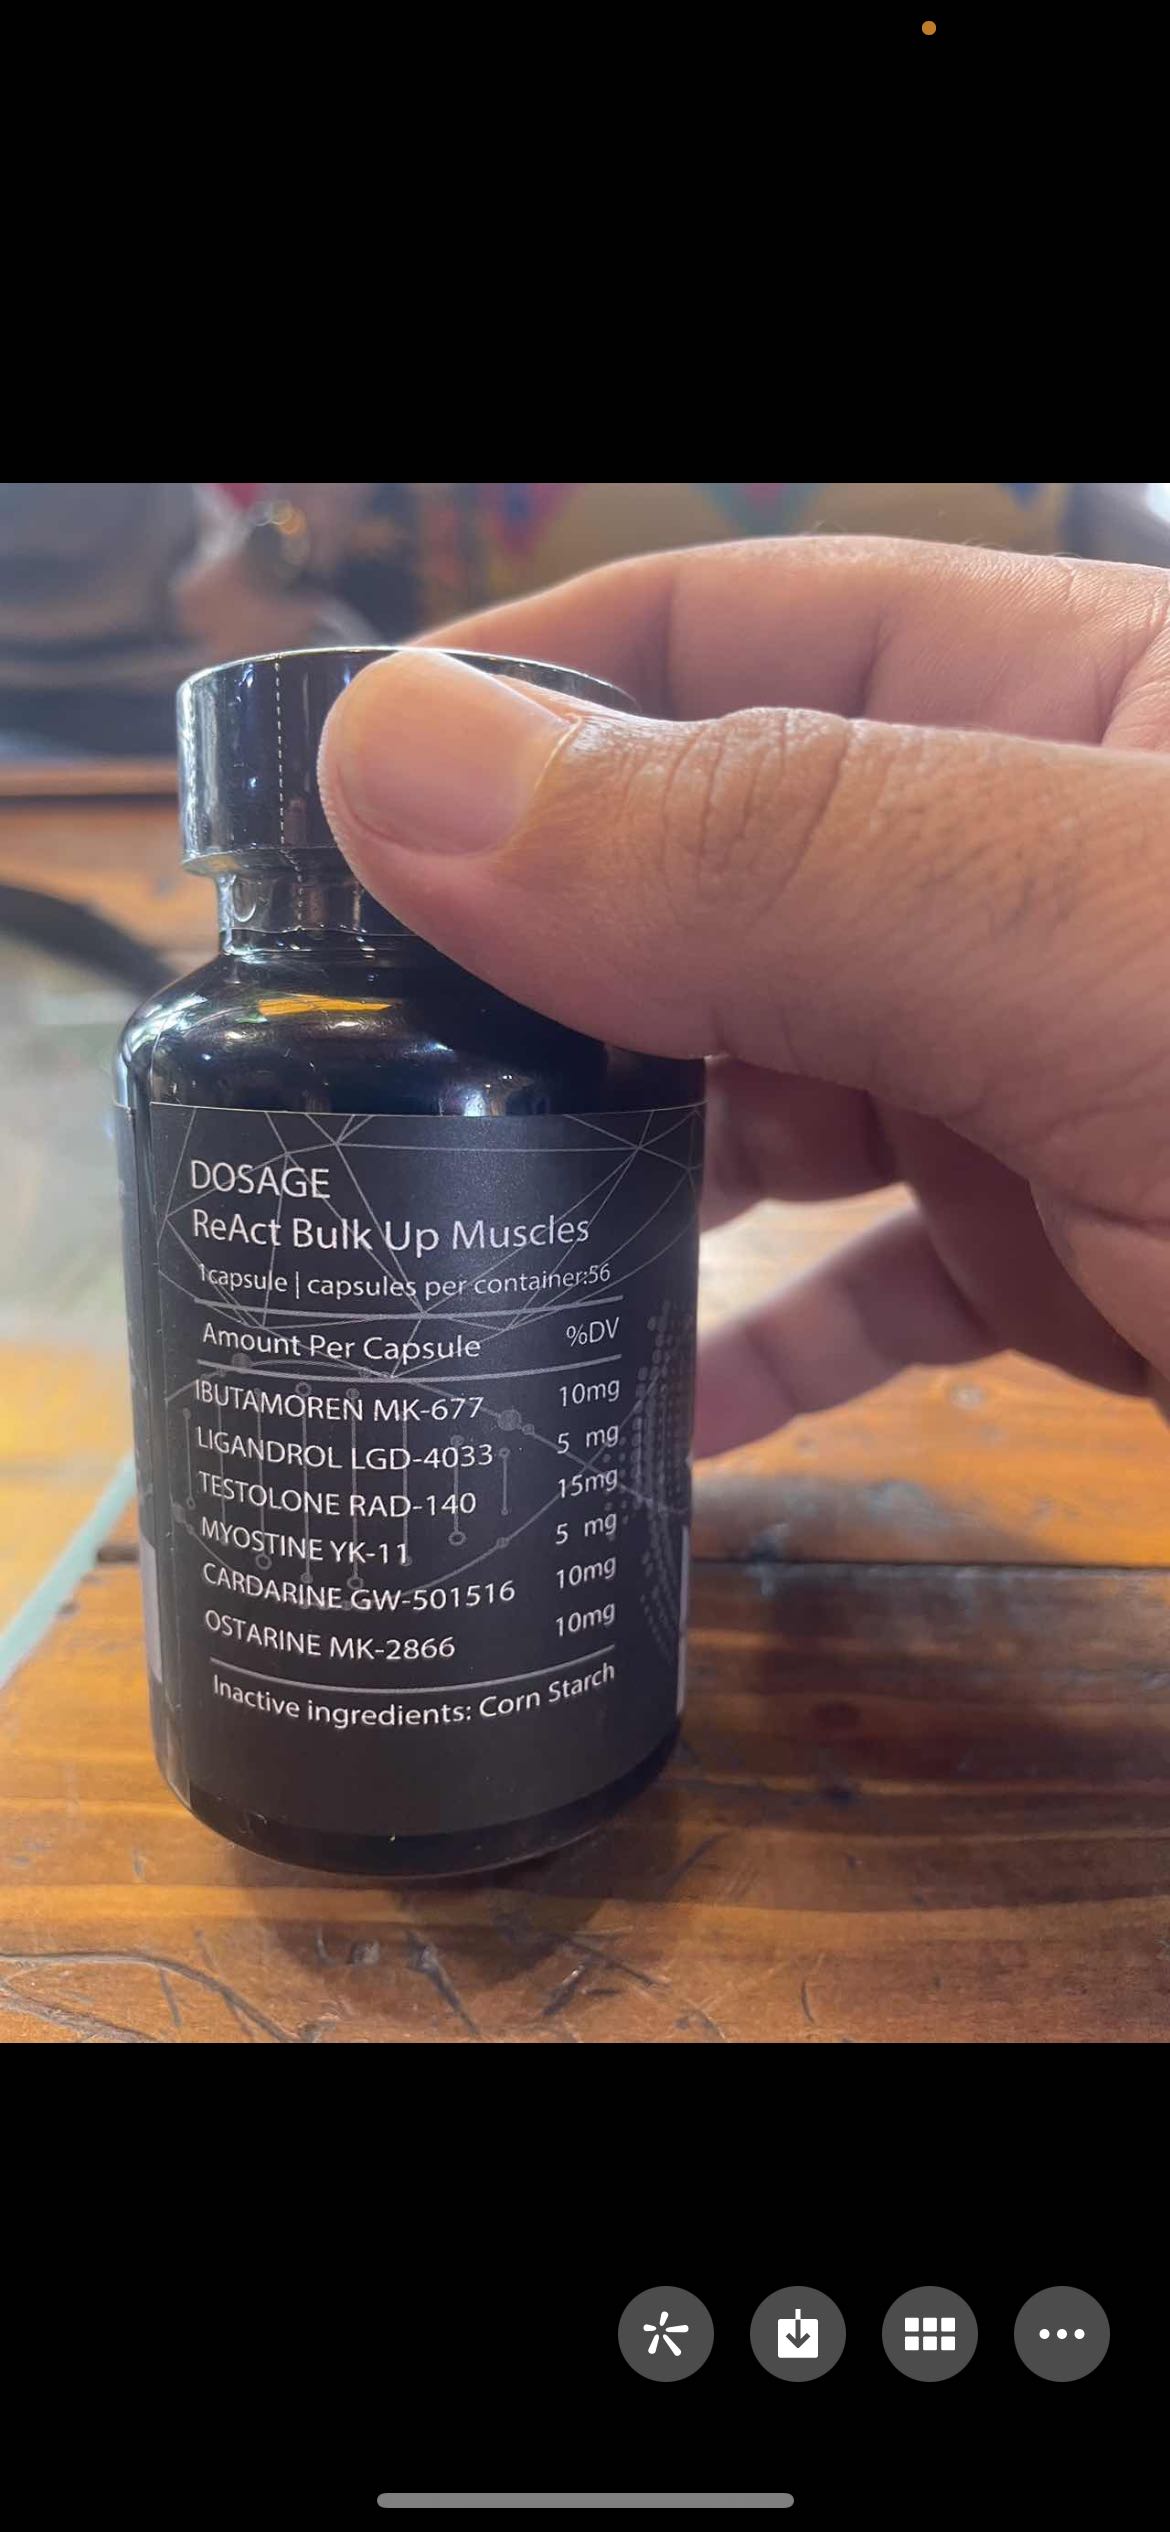 DOSAGE
ReAct Bulk Up Muscles
1capsule | capsules per container:56
Amount Per Capsule %DV
IBUTAMOREN MK-677 10mg
LIGANDROL LGD-4033 5 mg
TESTOLONE RAD-140 15mg
MYOSTINE YK-11 5 mg
CARDARINE GW-501516 10mg
OSTARINE MK-2866 10mg
Inactive ingredients: Corn Starch